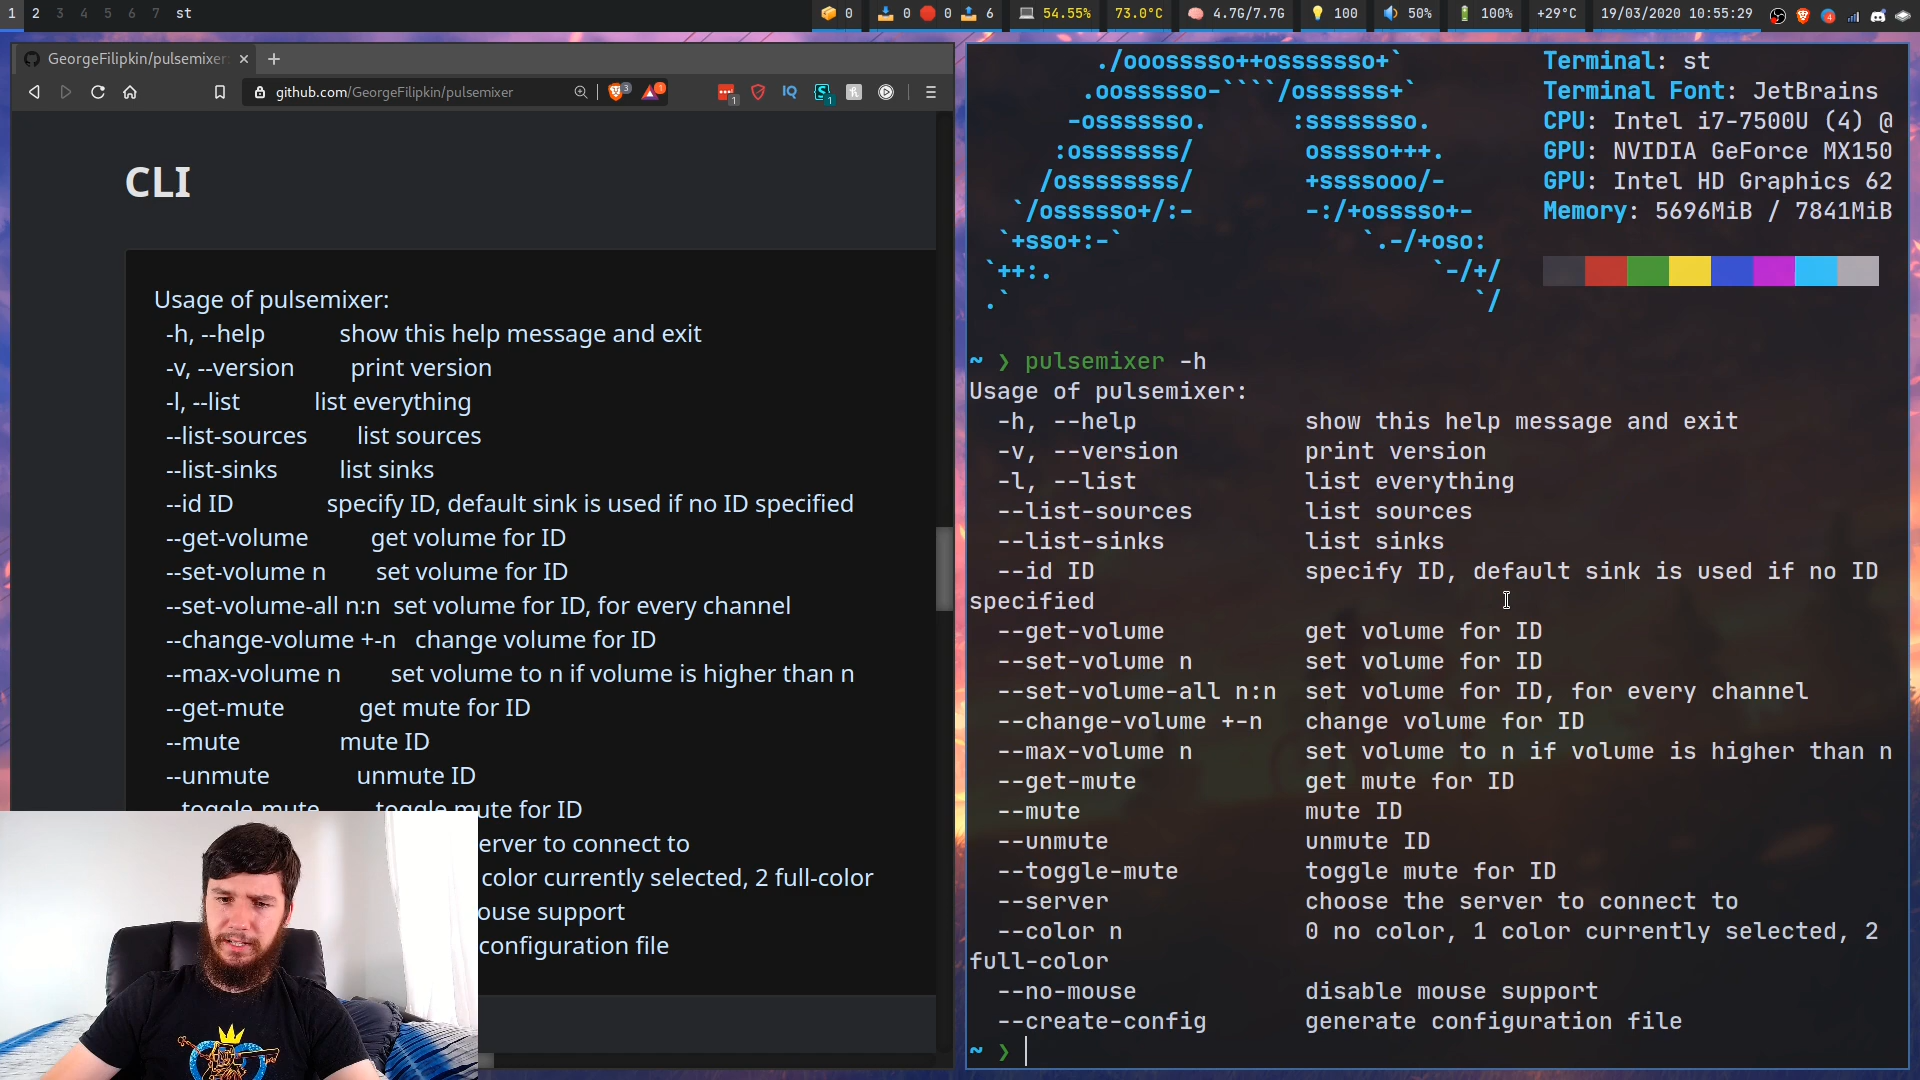 1 2 3 4 5 6 7 st
0 0 0 6 54.55% 73.0°C 4.7G/7.7G 100 50% 100% +29°C 19/03/2020 10:55:29
GeorgeFilipkin/pulsemixer:
github.com/GeorgeFilipkin/pulsemixer
CLI
Usage of pulsemixer:
-h, --help show this help message and exit
-v, --version print version
-l, --list list everything
--list-sources list sources
--list-sinks list sinks
--id ID specify ID, default sink is used if no ID specified
--get-volume get volume for ID
--set-volume n set volume for ID
--set-volume-all n:n set volume for ID, for every channel
--change-volume +-n change volume for ID
--max-volume n set volume to n if volume is higher than n
--get-mute get mute for ID
--mute mute ID
--unmute unmute ID
--toggle-mute toggle mute for ID
erver to connect to
color currently selected, 2 full-color
ouse support
configuration file
./ooosssso++osssssso+`
.oossssso-````/ossssss+`
-osssssso. :ssssssso.
:osssssss/ osssso+++.
/ossssssss/ +ssssooo/-
`/ossssso+/:- -:/+osssso+-
`+sso+:-` `.-/+oso:
`++:. `-/+/
.` `/
Terminal: st
Terminal Font: JetBrains
CPU: Intel i7-7500U (4) @
GPU: NVIDIA GeForce MX150
GPU: Intel HD Graphics 62
Memory: 5696MiB / 7841MiB
~ ❯ pulsemixer -h
Usage of pulsemixer:
-h, --help show this help message and exit
-v, --version print version
-l, --list list everything
--list-sources list sources
--list-sinks list sinks
--id ID specify ID, default sink is used if no ID
specified
--get-volume get volume for ID
--set-volume n set volume for ID
--set-volume-all n:n set volume for ID, for every channel
--change-volume +-n change volume for ID
--max-volume n set volume to n if volume is higher than n
--get-mute get mute for ID
--mute mute ID
--unmute unmute ID
--toggle-mute toggle mute for ID
--server choose the server to connect to
--color n 0 no color, 1 color currently selected, 2
full-color
--no-mouse disable mouse support
--create-config generate configuration file
~ ❯